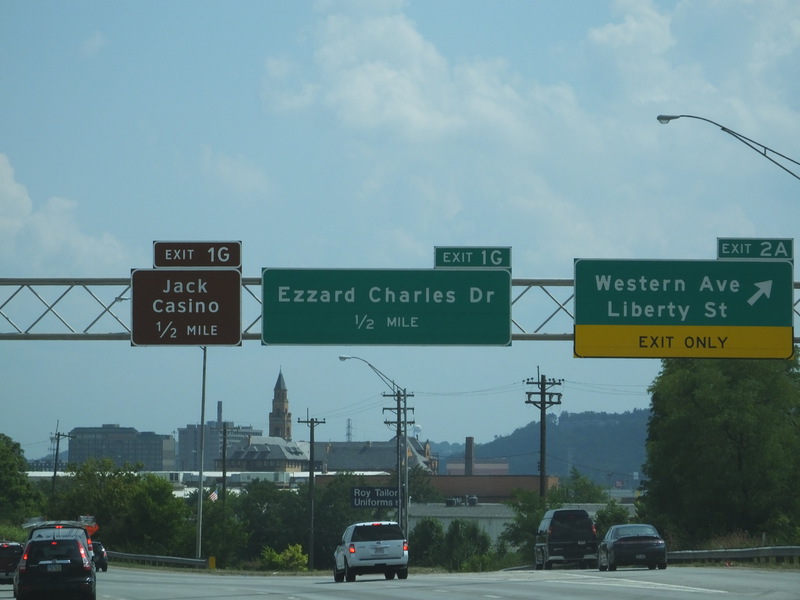 EXIT 1G
Jack
Casino
1/2 MILE
EXIT 1G
Ezzard Charles Dr
1/2 MILE
EXIT 2A
Western Ave
Liberty St
EXIT ONLY
Roy Tailor
Uniforms